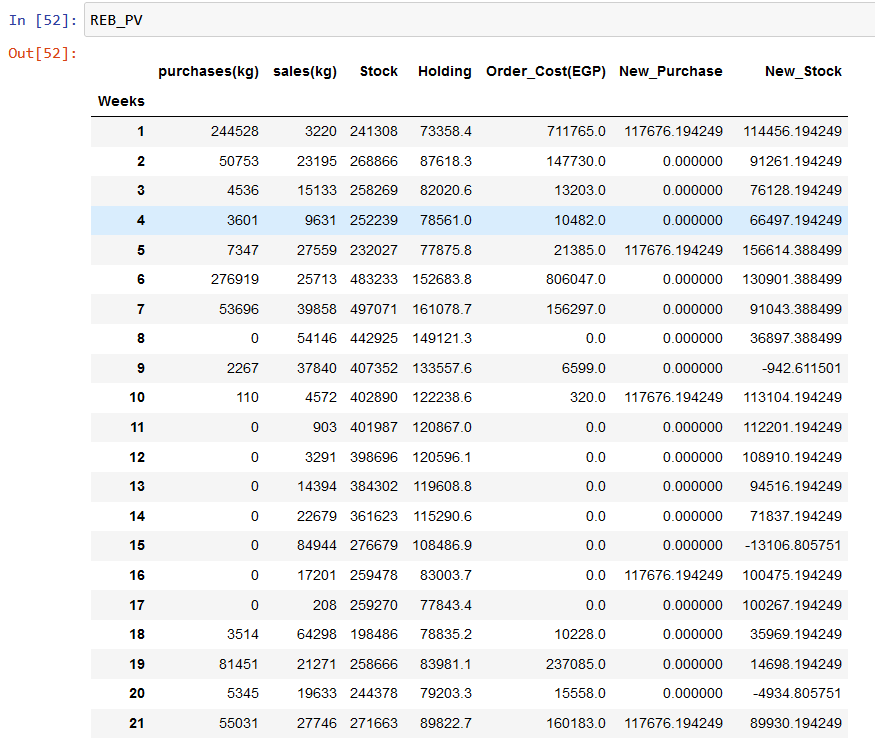 In [52]: REB_PV
Out[52]:
purchases(kg) sales(kg) Stock Holding Order_Cost(EGP) New_Purchase New_Stock
Weeks
1 244528 3220 241308 73358.4 711765.0 117676.194249 114456.194249
2 50753 23195 268866 87618.3 147730.0 0.000000 91261.194249
3 4536 15133 258269 82020.6 13203.0 0.000000 76128.194249
4 3601 9631 252239 78561.0 10482.0 0.000000 66497.194249
5 7347 27559 232027 77875.8 21385.0 117676.194249 156614.388499
6 276919 25713 483233 152683.8 806047.0 0.000000 130901.388499
7 53696 39858 497071 161078.7 156297.0 0.000000 91043.388499
8 0 54146 442925 149121.3 0.0 0.000000 36897.388499
9 2267 37840 407352 133557.6 6599.0 0.000000 -942.611501
10 110 4572 402890 122238.6 320.0 117676.194249 113104.194249
11 0 903 401987 120867.0 0.0 0.000000 112201.194249
12 0 3291 398696 120596.1 0.0 0.000000 108910.194249
13 0 14394 384302 119608.8 0.0 0.000000 94516.194249
14 0 22679 361623 115290.6 0.0 0.000000 71837.194249
15 0 84944 276679 108486.9 0.0 0.000000 -13106.805751
16 0 17201 259478 83003.7 0.0 117676.194249 100475.194249
17 0 208 259270 77843.4 0.0 0.000000 100267.194249
18 3514 64298 198486 78835.2 10228.0 0.000000 35969.194249
19 81451 21271 258666 83981.1 237085.0 0.000000 14698.194249
20 5345 19633 244378 79203.3 15558.0 0.000000 -4934.805751
21 55031 27746 271663 89822.7 160183.0 117676.194249 89930.194249